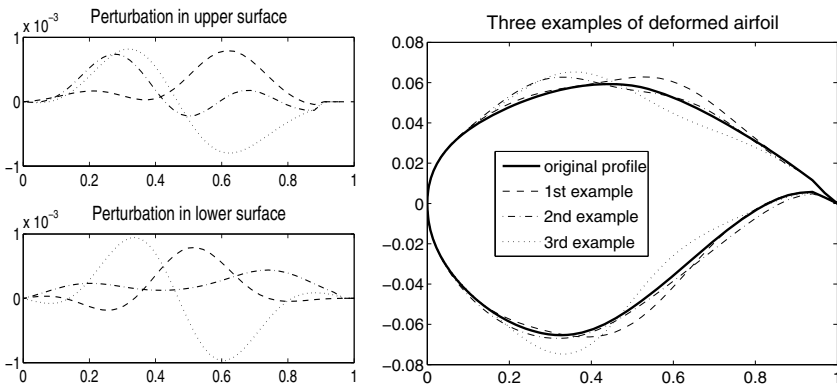 Perturbation in upper surface
1 x 10⁻³
0
−1
0 0.2 0.4 0.6 0.8 1
Perturbation in lower surface
1 x 10⁻³
0
−1
0 0.2 0.4 0.6 0.8 1
Three examples of deformed airfoil
0.08
0.06
0.04
0.02
0
−0.02
−0.04
−0.06
−0.08
original profile
1st example
2nd example
3rd example
0 0.2 0.4 0.6 0.8 1